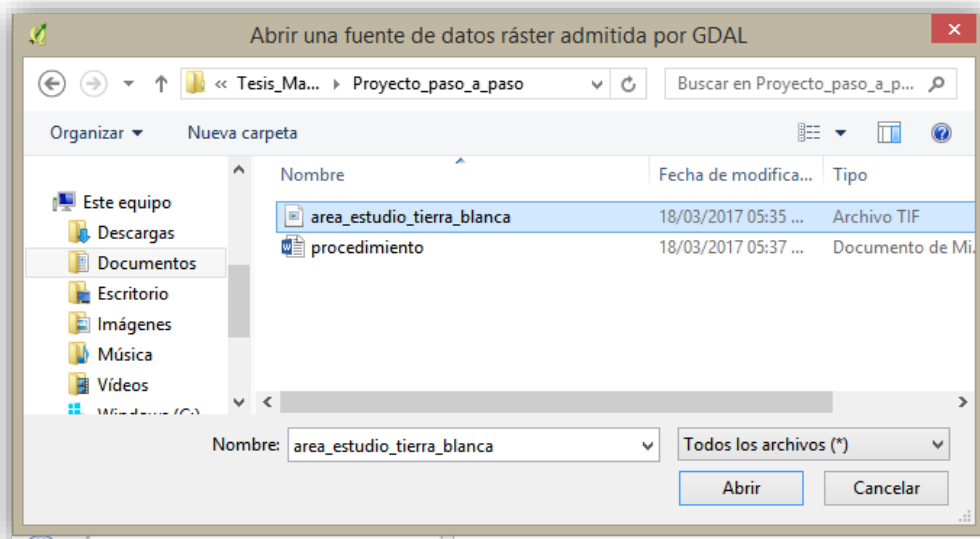 Abrir una fuente de datos ráster admitida por GDAL
« Tesis_Ma... Proyecto_paso_a_paso
Buscar en Proyecto_paso_a_p...
Organizar
Nueva carpeta
Nombre
Fecha de modifica...
Tipo
Este equipo
Descargas
Documentos
Escritorio
Imágenes
Música
Vídeos
area_estudio_tierra_blanca 18/03/2017 05:35 ... Archivo TIF
procedimiento 18/03/2017 05:37 ... Documento de Mi.
Nombre: area_estudio_tierra_blanca
Todos los archivos (*)
Abrir
Cancelar